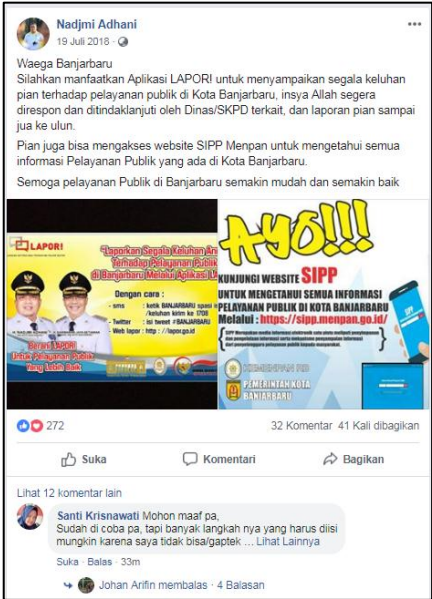 Nadjmi Adhani
19 Juli 2018 ·
Waega Banjarbaru
Silahkan manfaatkan Aplikasi LAPOR! untuk menyampaikan segala keluhan
pian terhadap pelayanan publik di Kota Banjarbaru, insya Allah segera
direspon dan ditindaklanjuti oleh Dinas/SKPD terkait, dan laporan pian sampai
jua ke ulun.
Pian juga bisa mengakses website SIPP Menpan untuk mengetahui semua
informasi Pelayanan Publik yang ada di Kota Banjarbaru.
Semoga pelayanan Publik di Banjarbaru semakin mudah dan semakin baik
LAPOR!
"Laporkan Segala Keluhan An
Terhadap Pelayanan Publik
di Banjarbaru Melalui Aplikasi L
Dengan cara :
- sms : ketik BANJARBARU spasi
/keluhan kirim ke 1708
- Twitter : isi tweet #BANJARBARU
- Web lapor : http://lapor.go.id
Berani LAPOR!
Untuk Pelayanan Publik
Yang Lebih Baik
AYO!!!
KUNJUNGI WEBSITE SIPP
UNTUK MENGETAHUI SEMUA INFORMASI
PELAYANAN PUBLIK DI KOTA BANJARBARU
Melalui : https://sipp.menpan.go.id/
KEMENPAN RB
PEMERINTAH KOTA
BANJARBARU
272
32 Komentar 41 Kali dibagikan
Suka Komentari Bagikan
Lihat 12 komentar lain
Santi Krisnawati Mohon maaf pa,
Sudah di coba pa, tapi banyak langkah nya yang harus diisi
mungkin karena saya tidak bisa/gaptek ... Lihat Lainnya
Suka · Balas · 33m
Johan Arifin membalas · 4 Balasan